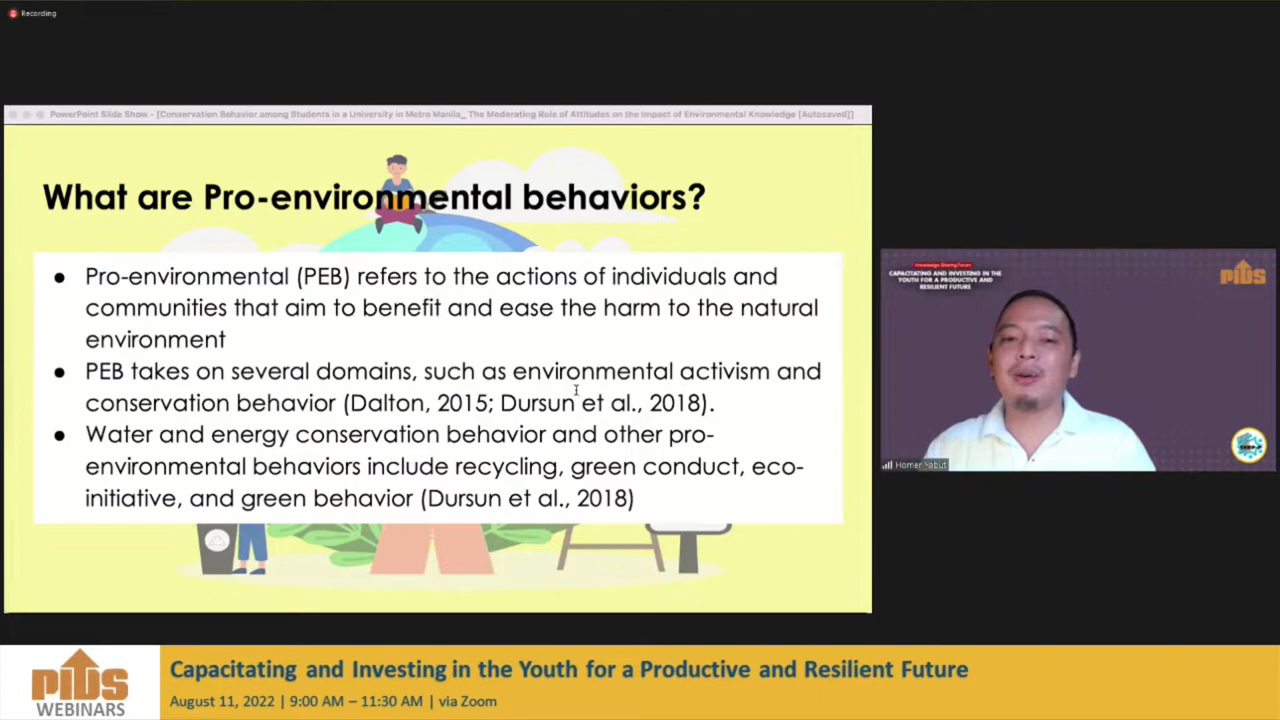 Recording
PowerPoint Slide Show - [Conservation Behavior among Students in a University in Metro Manila_ The Moderating Role of Attitudes on the Impact of Environmental Knowledge [Autosaved]]
What are Pro-environmental behaviors?
● Pro-environmental (PEB) refers to the actions of individuals and
communities that aim to benefit and ease the harm to the natural
environment
● PEB takes on several domains, such as environmental activism and
conservation behavior (Dalton, 2015; Dursun et al., 2018).
● Water and energy conservation behavior and other pro-
environmental behaviors include recycling, green conduct, eco-
initiative, and green behavior (Dursun et al., 2018)
Knowledge Sharing Forum
CAPACITATING AND INVESTING IN THE
YOUTH FOR A PRODUCTIVE AND
RESILIENT FUTURE
PIDS
Homer Yabut
PIDS
WEBINARS
Capacitating and Investing in the Youth for a Productive and Resilient Future
August 11, 2022 | 9:00 AM – 11:30 AM | via Zoom